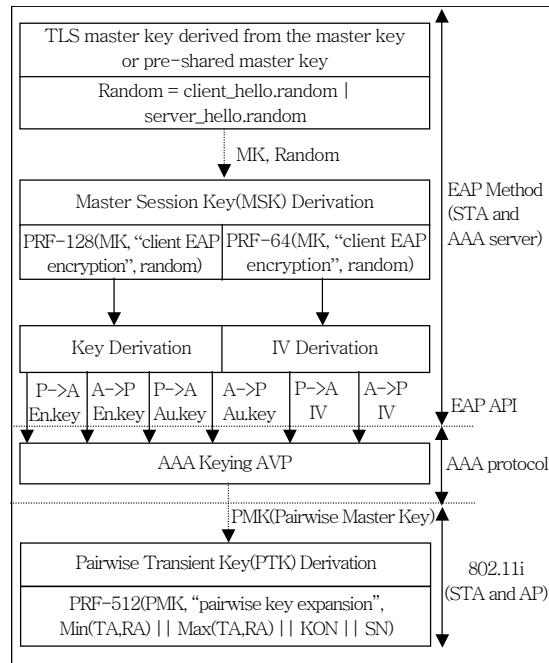 TLS master key derived from the master key
or pre-shared master key
Random = client_hello.random |
server_hello.random
MK, Random
Master Session Key(MSK) Derivation
PRF-128(MK, “client EAP
encryption”, random)
PRF-64(MK, “client EAP
encryption”, random)
EAP Method
(STA and
AAA server)
Key Derivation
IV Derivation
P->A
En.key
A->P
En.key
P->A
Au.key
A->P
Au.key
P->A
IV
A->P
IV
EAP API
AAA Keying AVP
AAA protocol
PMK(Pairwise Master Key)
Pairwise Transient Key(PTK) Derivation
PRF-512(PMK, “pairwise key expansion”,
Min(TA,RA) || Max(TA,RA) || KON || SN)
802.11i
(STA and AP)